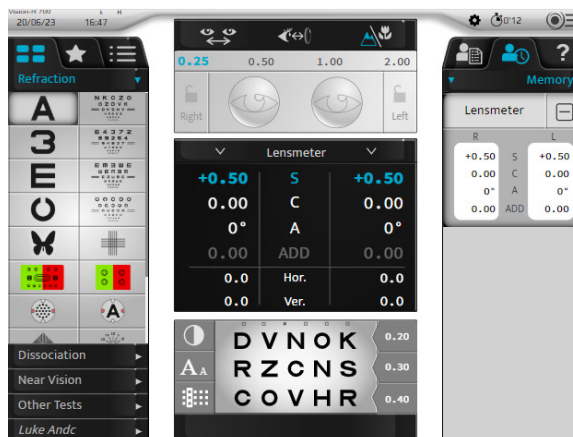 Vision-R 700
20/06/23 16:47
0'12
Refraction
Memory
?
0.25 0.50 1.00 2.00
Right Left
A
3
E
Lensmeter
+0.50 S +0.50
0.00 C 0.00
0° A 0°
0.00 ADD 0.00
0.0 Hor. 0.0
0.0 Ver. 0.0
Lensmeter
R L
+0.50 S +0.50
0.00 C 0.00
0° A 0°
0.00 ADD 0.00
A
D V N O K 0.20
R Z C N S 0.30
C O V H R 0.40
AA
Dissociation
Near Vision
Other Tests
Luke Andc